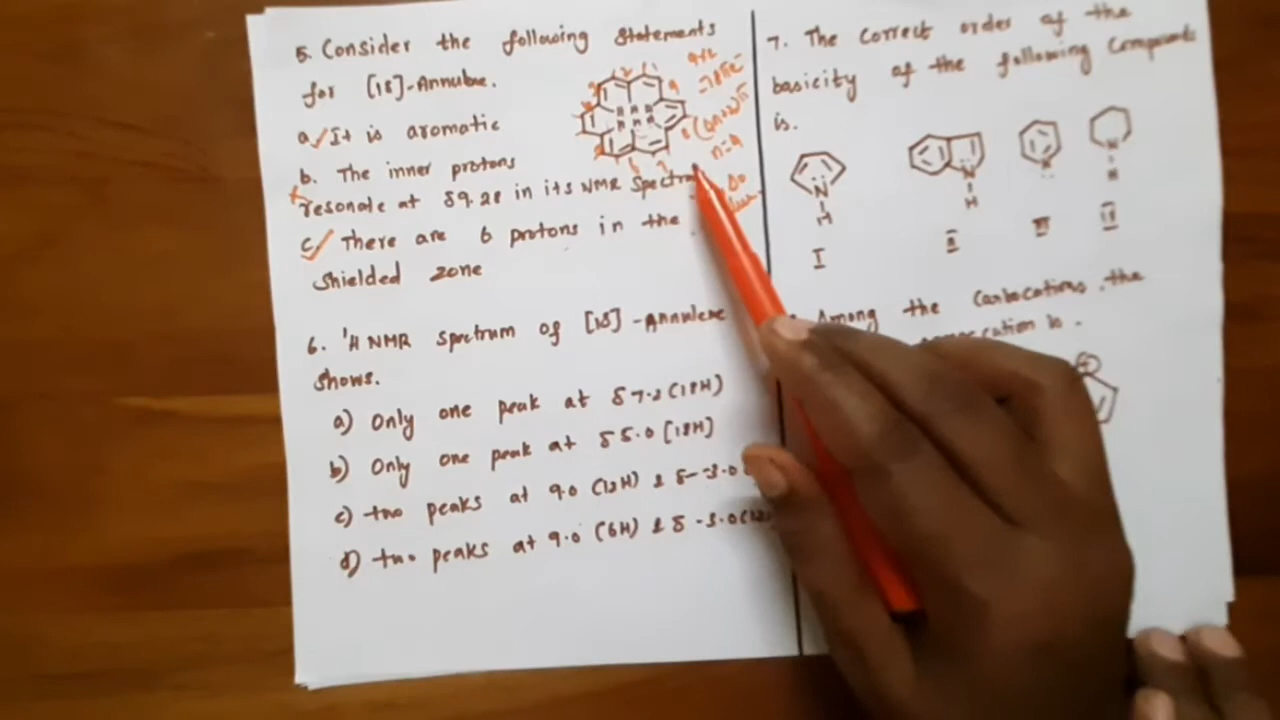 5. Consider the following Statements
for [18]-Annulene.
a. It is aromatic
b. The inner protons
resonate at δ9.28 in its NMR Spectra
c. There are 6 protons in the
Shielded zone
6. 'H NMR spectrum of [18]-Annulene
Shows.
a) Only one peak at δ 7.2 (18H)
b) Only one peak at δ 5.0 [18H]
c) two peaks at 9.0 (12H) & δ -3.0
d) two peaks at 9.0 (6H) & δ -3.0(12
7. The Correct order of the
basicity of the following Compounds
is.
N
H
I
N
H
II
N
III
N
H
IV
Among the Carbocations, the
is.